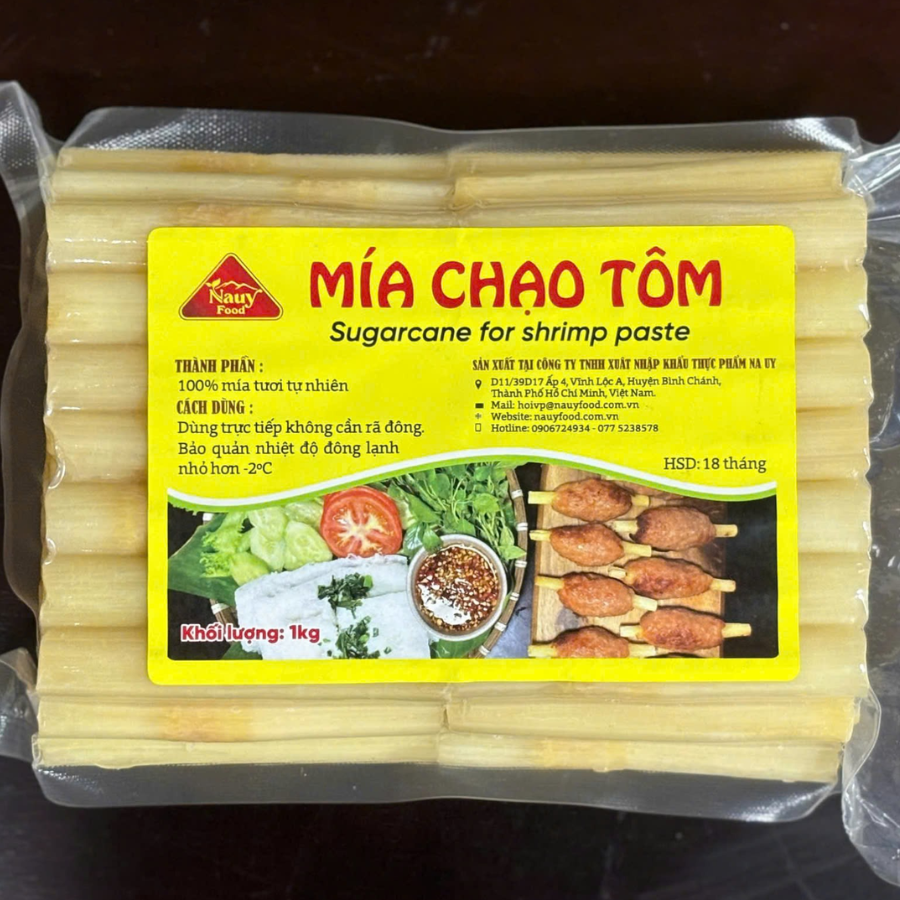 Nauy
Food
MÍA CHẠO TÔM
Sugarcane for shrimp paste
THÀNH PHẦN :
100% mía tươi tự nhiên
CÁCH DÙNG :
Dùng trực tiếp không cần rã đông.
Bảo quản nhiệt độ đông lạnh
nhỏ hơn -2ºC
SẢN XUẤT TẠI CÔNG TY TNHH XUẤT NHẬP KHẨU THỰC PHẨM NA UY
D11/39D17 Ấp 4, Vĩnh Lộc A, Huyện Bình Chánh,
Thành Phố Hồ Chí Minh, Việt Nam.
Mail: hoivp@nauyfood.com.vn
Website: nauyfood.com.vn
Hotline: 0906724934 - 077 5238578
HSD: 18 tháng
Khối lượng: 1kg